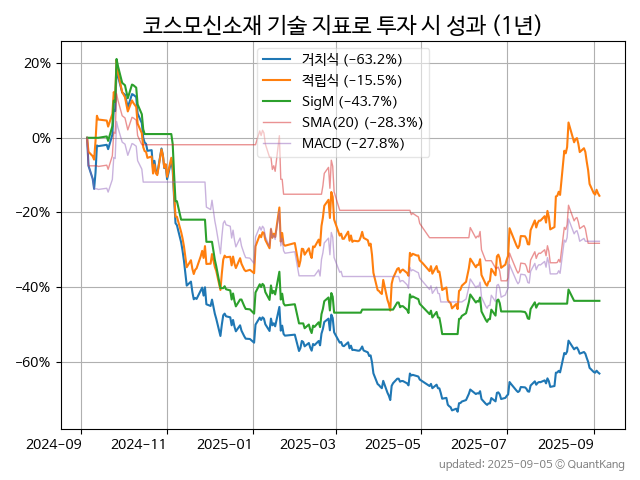 코스모신소재 기술 지표로 투자 시 성과 (1년)
거치식 (−63.2%)
적립식 (−15.5%)
SigM (−43.7%)
SMA(20) (−28.3%)
MACD (−27.8%)
20%
0%
−20%
−40%
−60%
2024−09
2024−11
2025−01
2025−03
2025−05
2025−07
2025−09
updated: 2025−09−05 © QuantKang